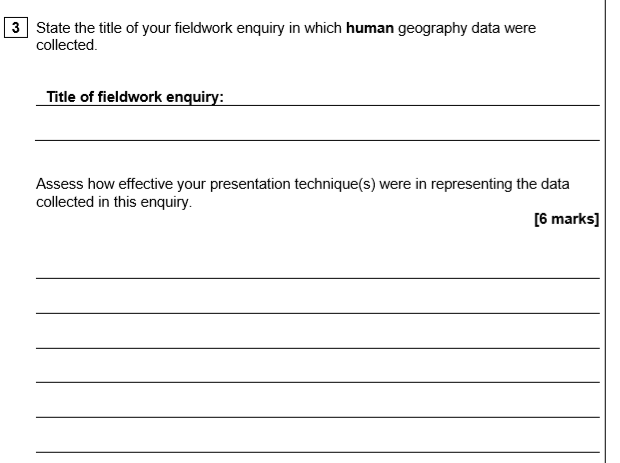 3 State the title of your fieldwork enquiry in which human geography data were
collected.
Title of fieldwork enquiry:
Assess how effective your presentation technique(s) were in representing the data
collected in this enquiry.
[6 marks]